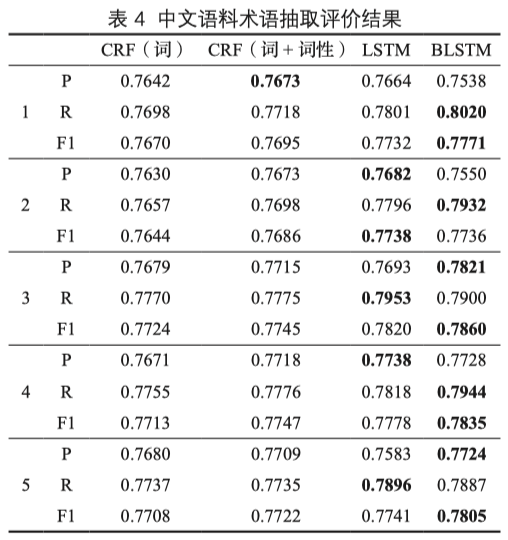 表 4 中文语料术语抽取评价结果
CRF（词） CRF（词 + 词性） LSTM BLSTM
P 0.7642 0.7673 0.7664 0.7538
1 R 0.7698 0.7718 0.7801 0.8020
F1 0.7670 0.7695 0.7732 0.7771
P 0.7630 0.7673 0.7682 0.7550
2 R 0.7657 0.7698 0.7796 0.7932
F1 0.7644 0.7686 0.7738 0.7736
P 0.7679 0.7715 0.7693 0.7821
3 R 0.7770 0.7775 0.7953 0.7900
F1 0.7724 0.7745 0.7820 0.7860
P 0.7671 0.7718 0.7738 0.7728
4 R 0.7755 0.7776 0.7818 0.7944
F1 0.7713 0.7747 0.7778 0.7835
P 0.7680 0.7709 0.7583 0.7724
5 R 0.7737 0.7735 0.7896 0.7887
F1 0.7708 0.7722 0.7741 0.7805